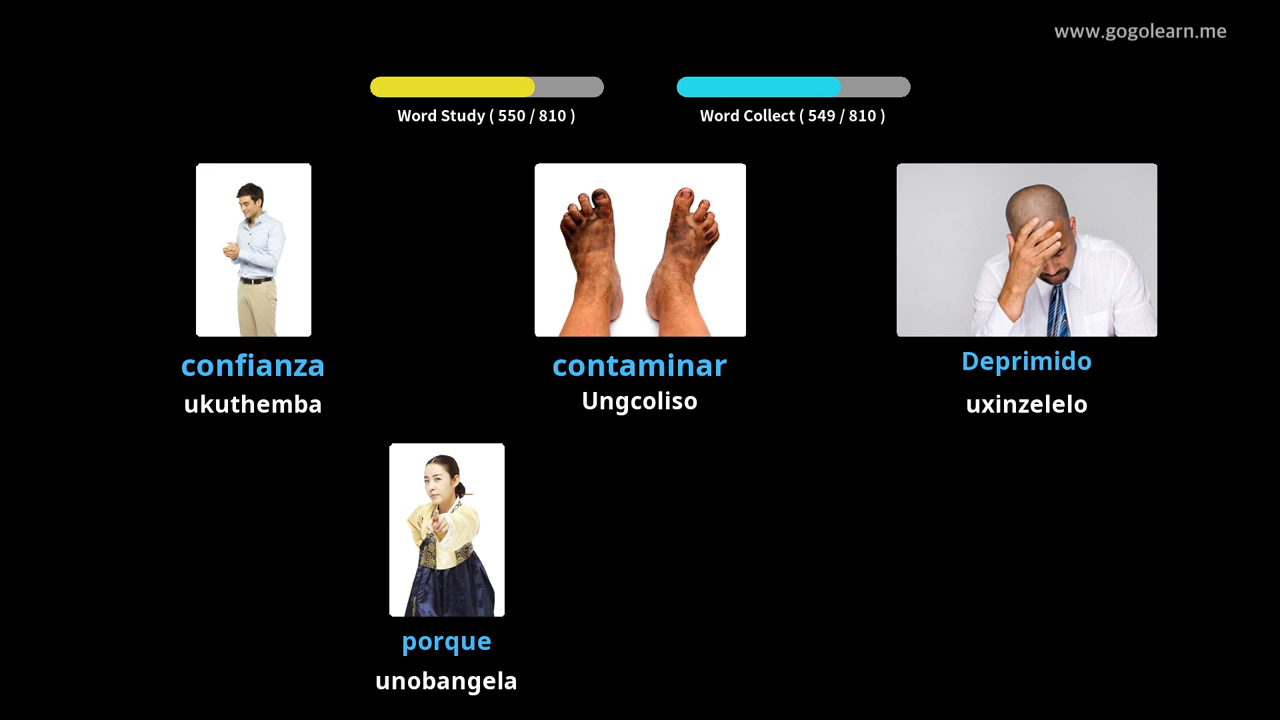 www.gogolearn.me
Word Study ( 550 / 810 )
Word Collect ( 549 / 810 )
confianza
ukuthemba
contaminar
Ungcoliso
Deprimido
uxinzelelo
porque
unobangela